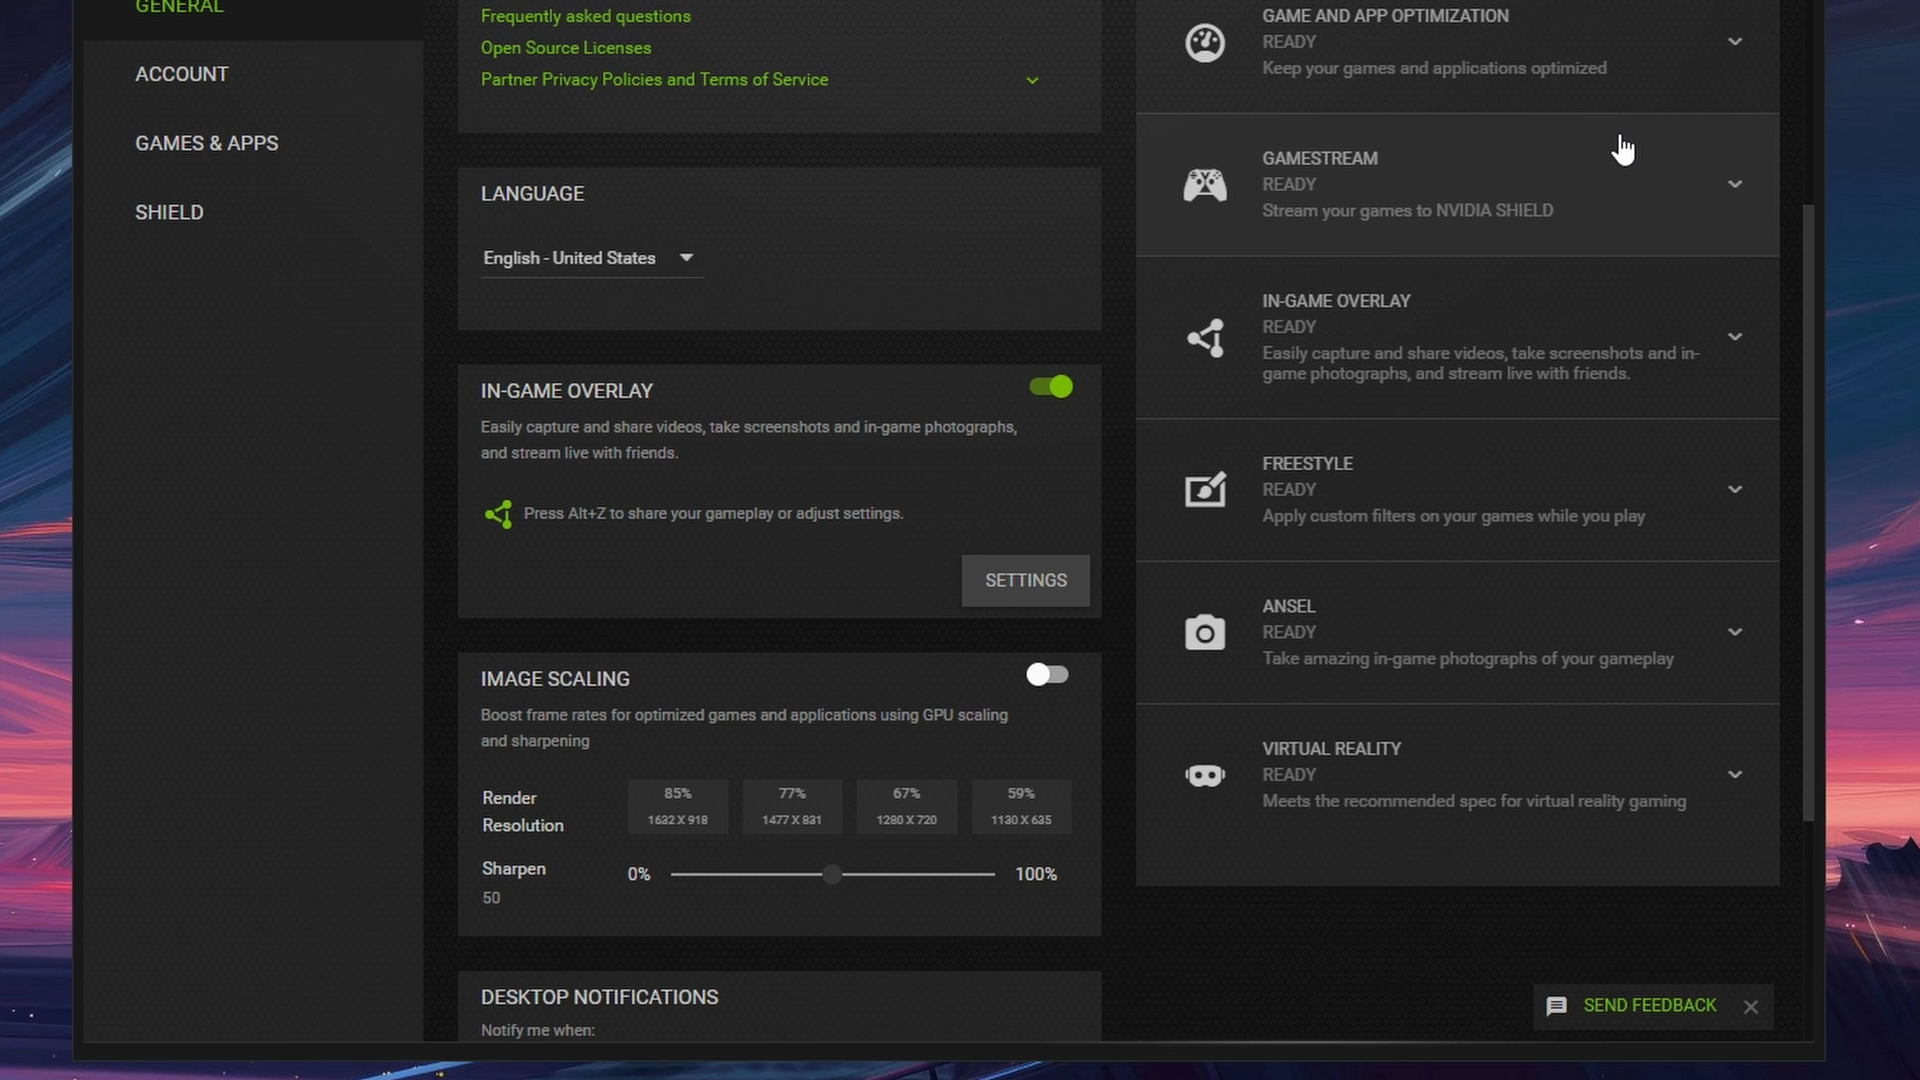 GENERAL
ACCOUNT
GAMES & APPS
SHIELD
Frequently asked questions
Open Source Licenses
Partner Privacy Policies and Terms of Service
LANGUAGE
English - United States
IN-GAME OVERLAY
Easily capture and share videos, take screenshots and in-game photographs,
and stream live with friends.
Press Alt+Z to share your gameplay or adjust settings.
SETTINGS
IMAGE SCALING
Boost frame rates for optimized games and applications using GPU scaling
and sharpening
Render
Resolution
85%
1632 X 918
77%
1477 X 831
67%
1280 X 720
59%
1130 X 635
Sharpen
50
0%
100%
DESKTOP NOTIFICATIONS
Notify me when:
GAME AND APP OPTIMIZATION
READY
Keep your games and applications optimized
GAMESTREAM
READY
Stream your games to NVIDIA SHIELD
IN-GAME OVERLAY
READY
Easily capture and share videos, take screenshots and in-
game photographs, and stream live with friends.
FREESTYLE
READY
Apply custom filters on your games while you play
ANSEL
READY
Take amazing in-game photographs of your gameplay
VIRTUAL REALITY
READY
Meets the recommended spec for virtual reality gaming
SEND FEEDBACK